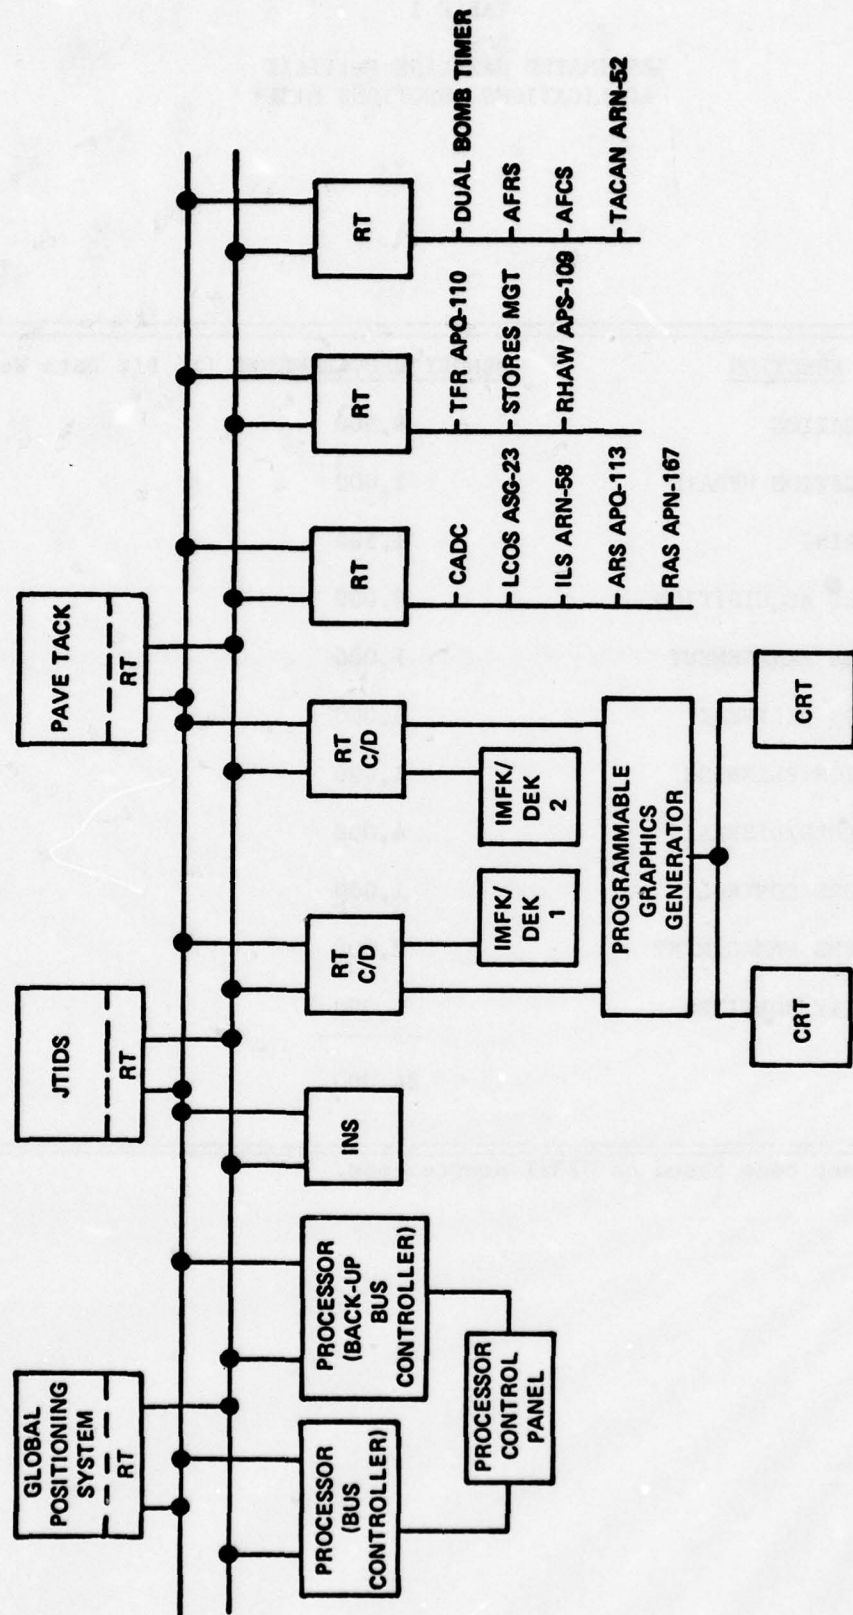 GLOBAL
POSITIONING
SYSTEM
RT
JTIDS
RT
PAVE TACK
RT
PROCESSOR
(BUS
CONTROLLER)
PROCESSOR
(BACK-UP
BUS
CONTROLLER)
PROCESSOR
CONTROL
PANEL
INS
RT
C/D
RT
C/D
IMFK/
DEK
1
IMFK/
DEK
2
PROGRAMMABLE
GRAPHICS
GENERATOR
CRT
CRT
RT
CADC
LCOS ASG-23
ILS ARN-58
ARS APQ-113
RAS APN-167
RT
TFR APQ-110
STORES MGT
RHAW APS-109
RT
DUAL BOMB TIMER
AFRS
AFCS
TACAN ARN-52